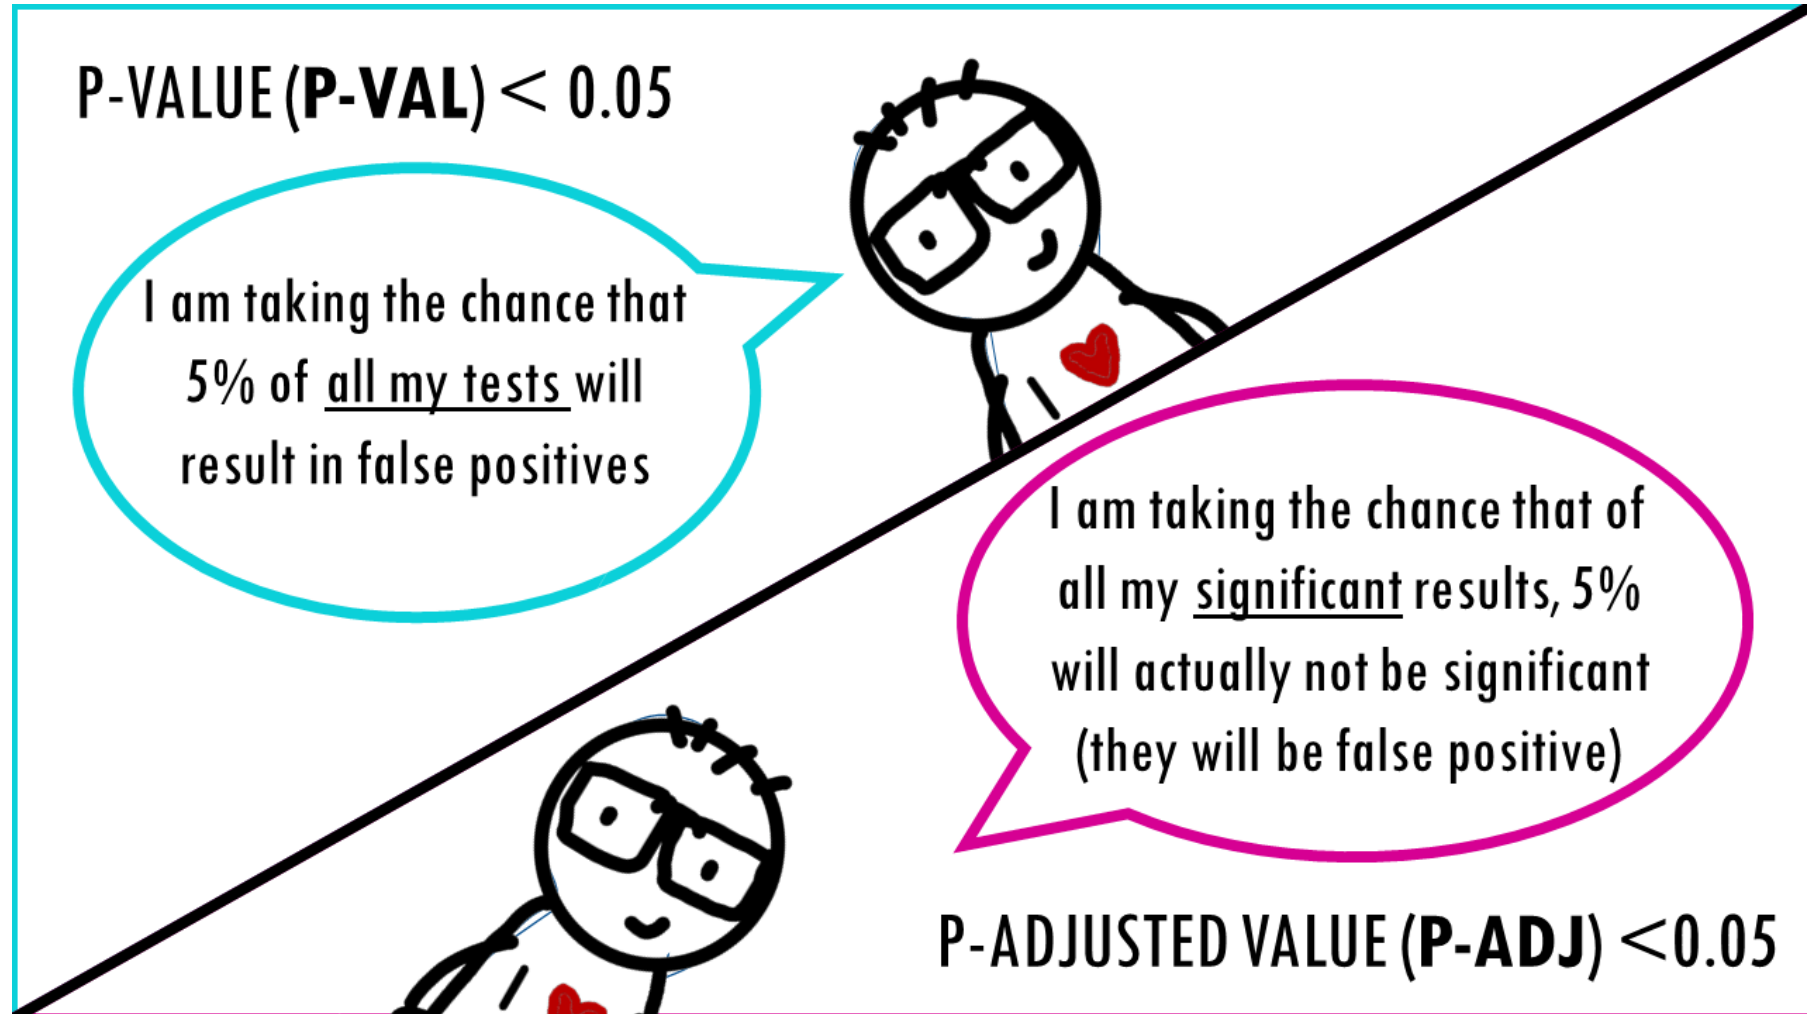 P-VALUE (P-VAL) < 0.05
I am taking the chance that
5% of all my tests will
result in false positives
I am taking the chance that of
all my significant results, 5%
will actually not be significant
(they will be false positive)
P-ADJUSTED VALUE (P-ADJ) <0.05